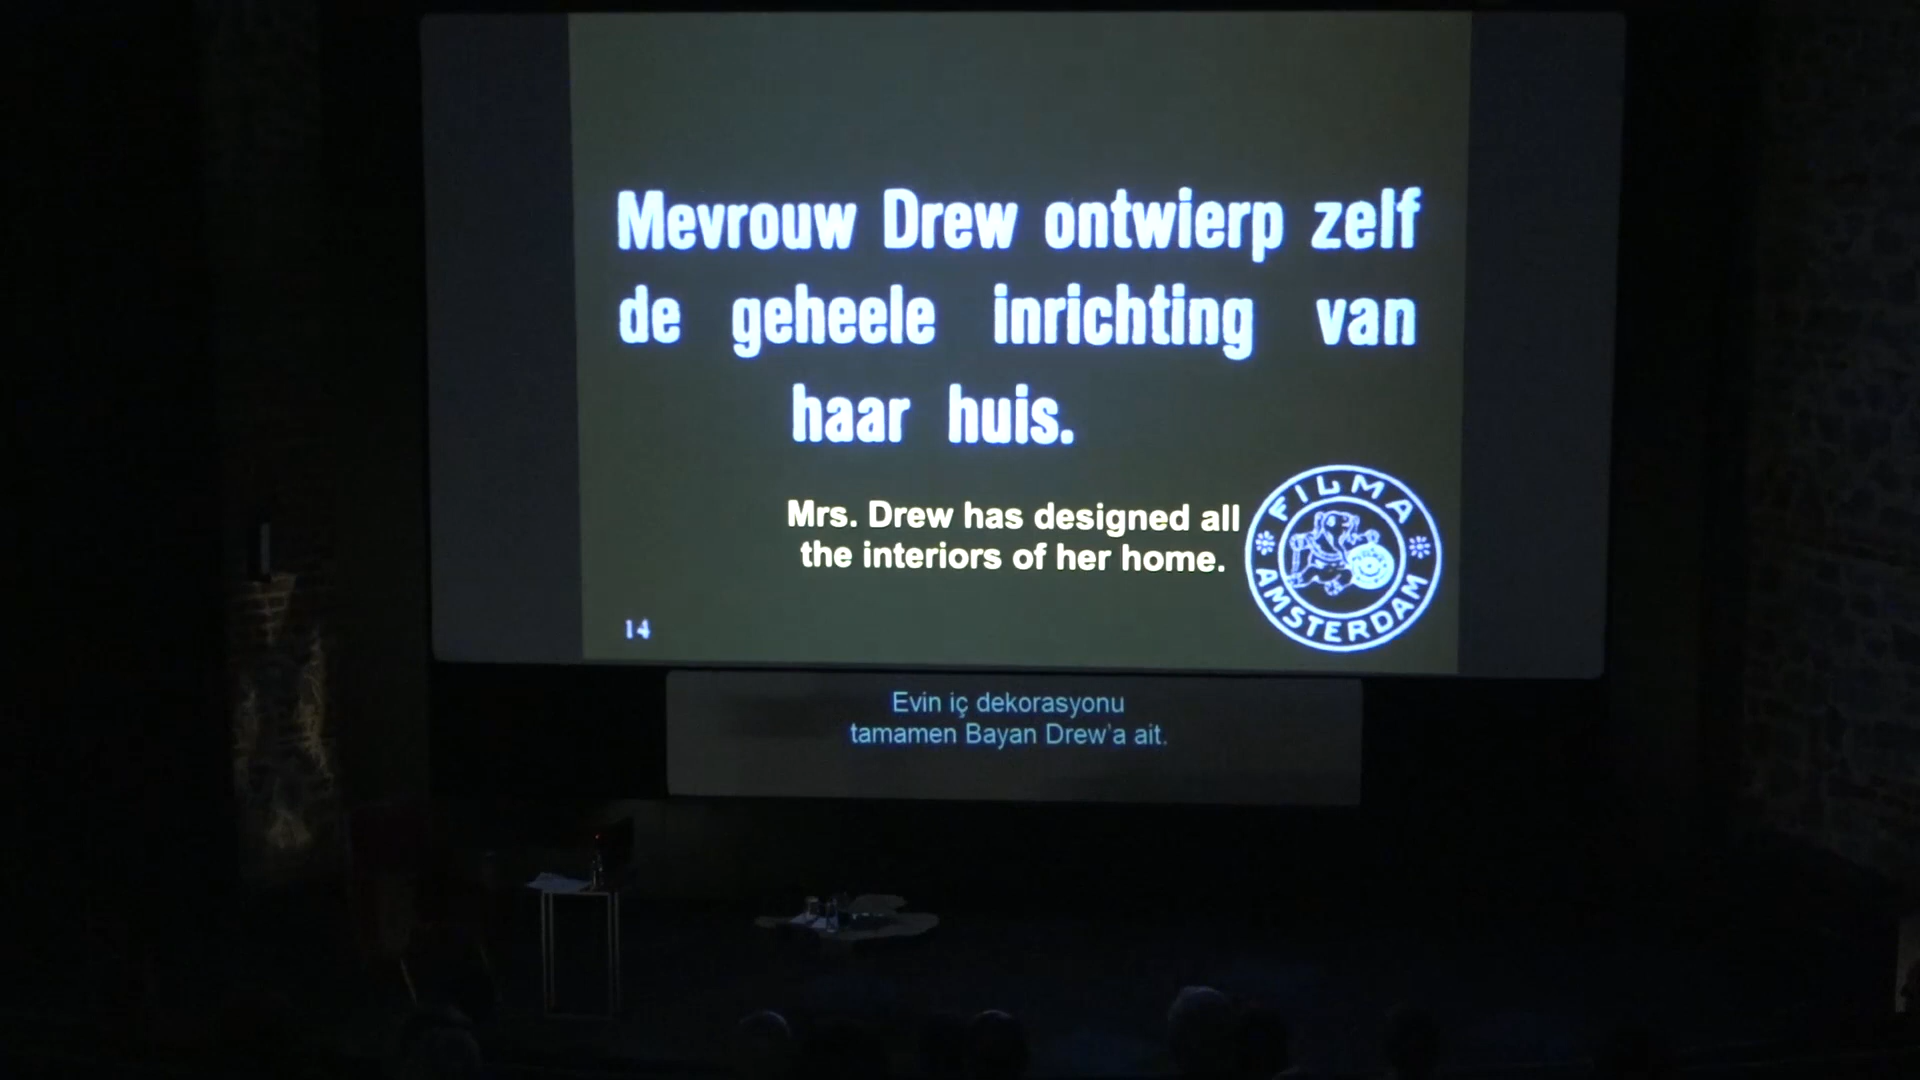 Mevrouw Drew ontwierp zelf
de geheele inrichting van
haar huis.
Mrs. Drew has designed all
the interiors of her home.
FILMA
AMSTERDAM
14
Evin iç dekorasyonu
tamamen Bayan Drew'a ait.